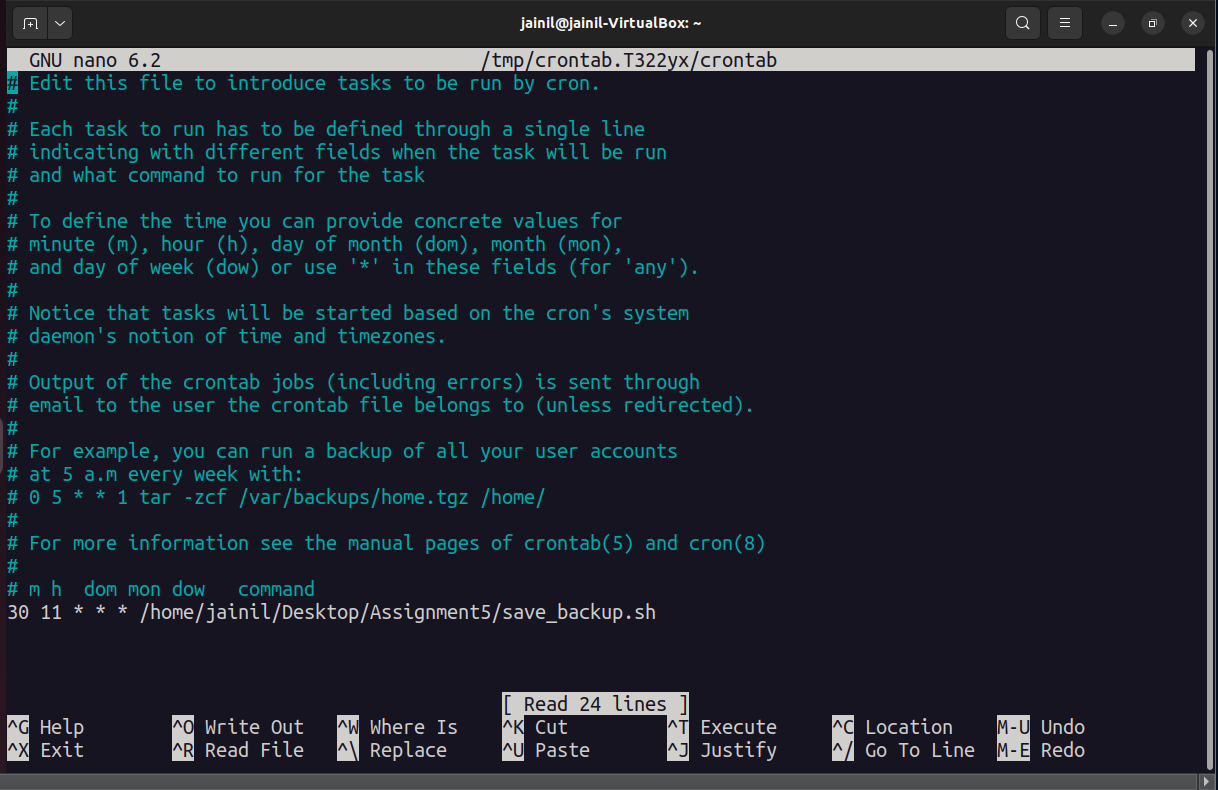 jainil@jainil-VirtualBox: ~
GNU nano 6.2 /tmp/crontab.T322yx/crontab
# Edit this file to introduce tasks to be run by cron.
#
# Each task to run has to be defined through a single line
# indicating with different fields when the task will be run
# and what command to run for the task
#
# To define the time you can provide concrete values for
# minute (m), hour (h), day of month (dom), month (mon),
# and day of week (dow) or use '*' in these fields (for 'any').
#
# Notice that tasks will be started based on the cron's system
# daemon's notion of time and timezones.
#
# Output of the crontab jobs (including errors) is sent through
# email to the user the crontab file belongs to (unless redirected).
#
# For example, you can run a backup of all your user accounts
# at 5 a.m every week with:
# 0 5 * * 1 tar -zcf /var/backups/home.tgz /home/
#
# For more information see the manual pages of crontab(5) and cron(8)
#
# m h  dom mon dow   command
30 11 * * * /home/jainil/Desktop/Assignment5/save_backup.sh
[ Read 24 lines ]
^G Help ^O Write Out ^W Where Is ^K Cut ^T Execute ^C Location M-U Undo
^X Exit ^R Read File ^\ Replace ^U Paste ^J Justify ^/ Go To Line M-E Redo